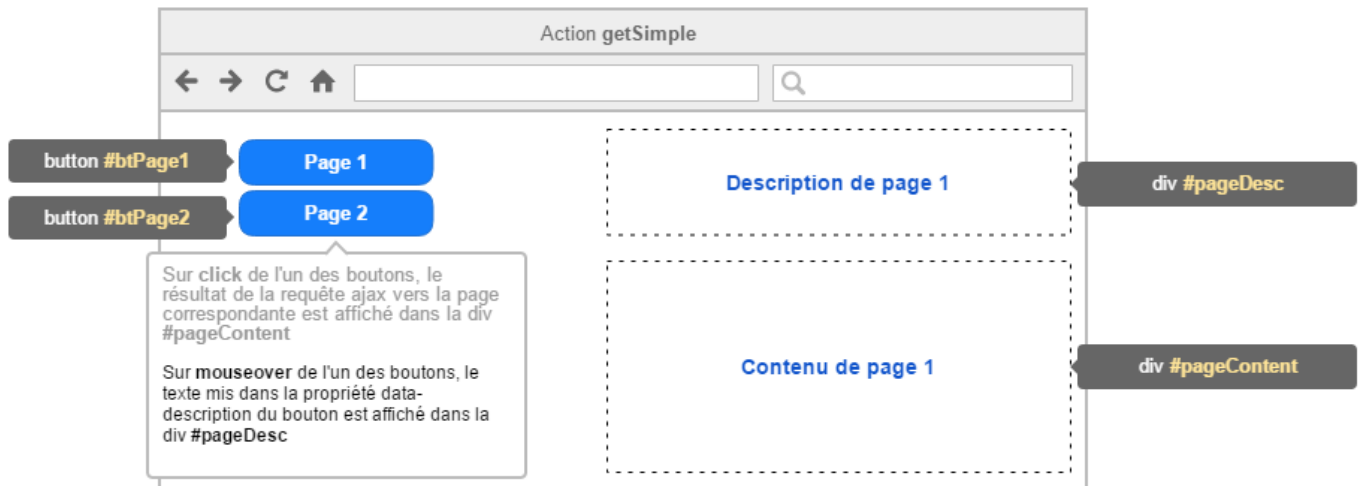 Action getSimple
button #btPage1
Page 1
button #btPage2
Page 2
Sur click de l'un des boutons, le
résultat de la requête ajax vers la page
correspondante est affiché dans la div
#pageContent
Sur mouseover de l'un des boutons, le
texte mis dans la propriété data-
description du bouton est affiché dans la
div #pageDesc
Description de page 1
div #pageDesc
Contenu de page 1
div #pageContent